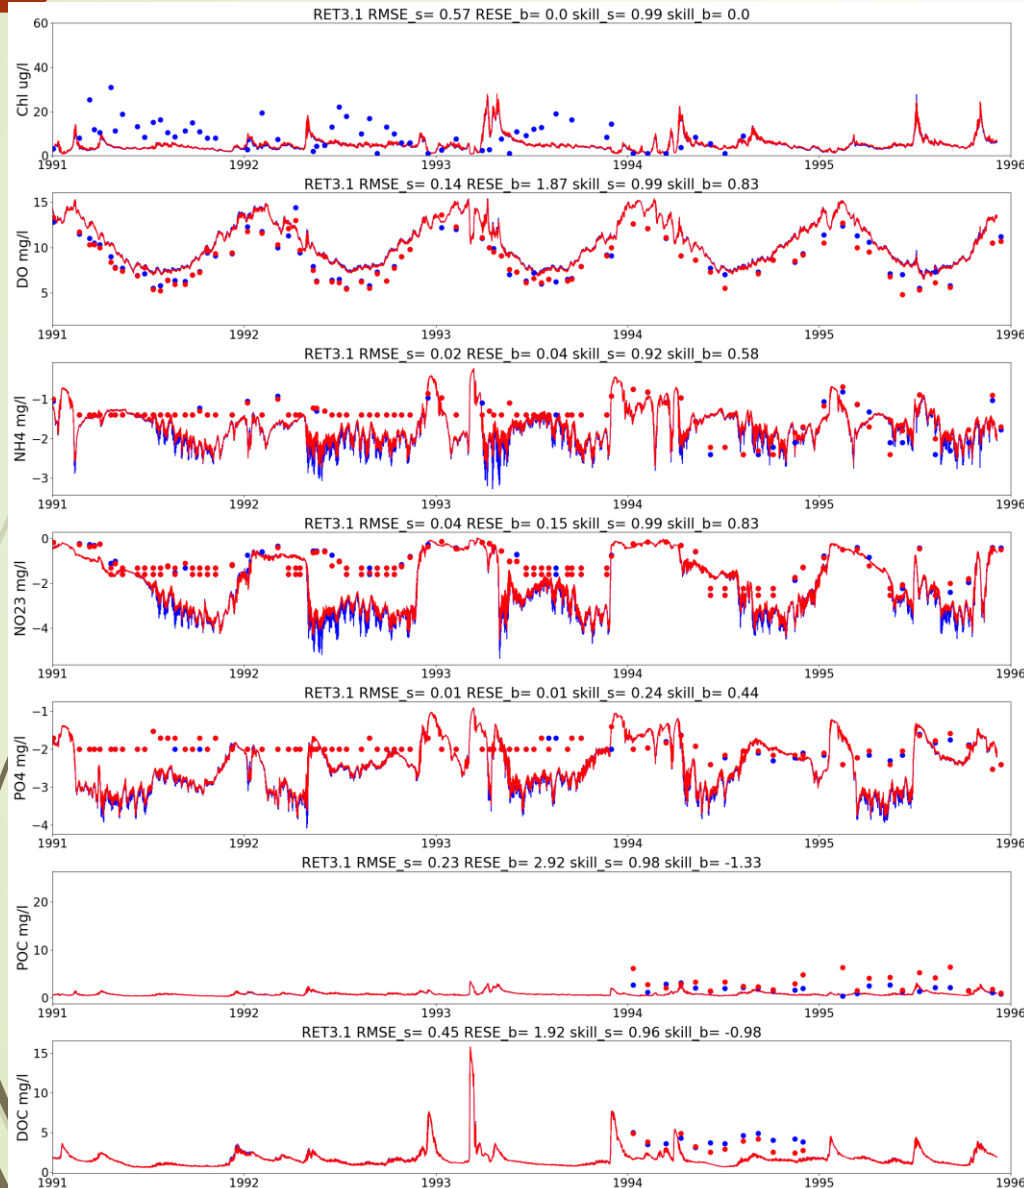 RET3.1 RMSE_s= 0.57 RESE_b= 0.0 skill_s= 0.99 skill_b= 0.0
Chl ug/l
60
40
20
0
1991 1992 1993 1994 1995 1996
RET3.1 RMSE_s= 0.14 RESE_b= 1.87 skill_s= 0.99 skill_b= 0.83
DO mg/l
15
10
5
1991 1992 1993 1994 1995 1996
RET3.1 RMSE_s= 0.02 RESE_b= 0.04 skill_s= 0.92 skill_b= 0.58
NH4 mg/l
−1
−2
−3
1991 1992 1993 1994 1995 1996
RET3.1 RMSE_s= 0.04 RESE_b= 0.15 skill_s= 0.99 skill_b= 0.83
NO23 mg/l
0
−2
−4
1991 1992 1993 1994 1995 1996
RET3.1 RMSE_s= 0.01 RESE_b= 0.01 skill_s= 0.24 skill_b= 0.44
PO4 mg/l
−1
−2
−3
−4
1991 1992 1993 1994 1995 1996
RET3.1 RMSE_s= 0.23 RESE_b= 2.92 skill_s= 0.98 skill_b= -1.33
POC mg/l
20
10
0
1991 1992 1993 1994 1995 1996
RET3.1 RMSE_s= 0.45 RESE_b= 1.92 skill_s= 0.96 skill_b= -0.98
DOC mg/l
15
10
5
0
1991 1992 1993 1994 1995 1996